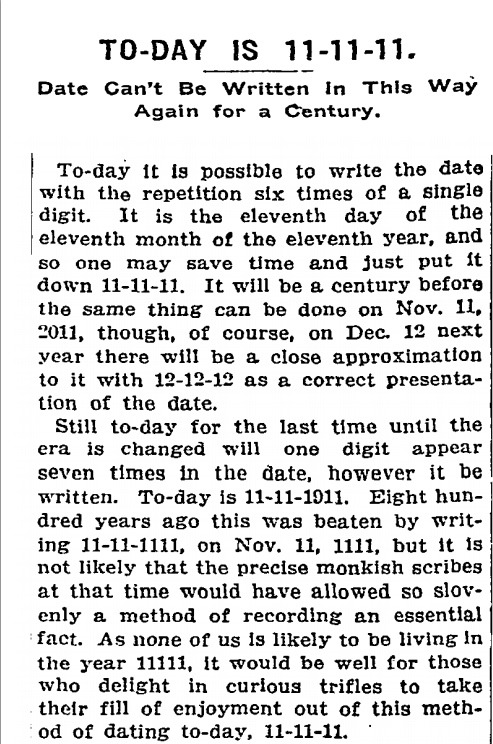 TO-DAY IS 11-11-11.
Date Can't Be Written In This Way
Again for a Century.
To-day it is possible to write the date
with the repetition six times of a single
digit. It is the eleventh day of the
eleventh month of the eleventh year, and
so one may save time and just put it
down 11-11-11. It will be a century before
the same thing can be done on Nov. 11,
2011, though, of course, on Dec. 12 next
year there will be a close approximation
to it with 12-12-12 as a correct presenta-
tion of the date.
Still to-day for the last time until the
era is changed will one digit appear
seven times in the date, however it be
written. To-day is 11-11-1911. Eight hun-
dred years ago this was beaten by writ-
ing 11-11-1111, on Nov. 11, 1111, but it is
not likely that the precise monkish scribes
at that time would have allowed so slov-
enly a method of recording an essential
fact. As none of us is likely to be living in
the year 11111, it would be well for those
who delight in curious trifles to take
their fill of enjoyment out of this meth-
od of dating to-day, 11-11-11.